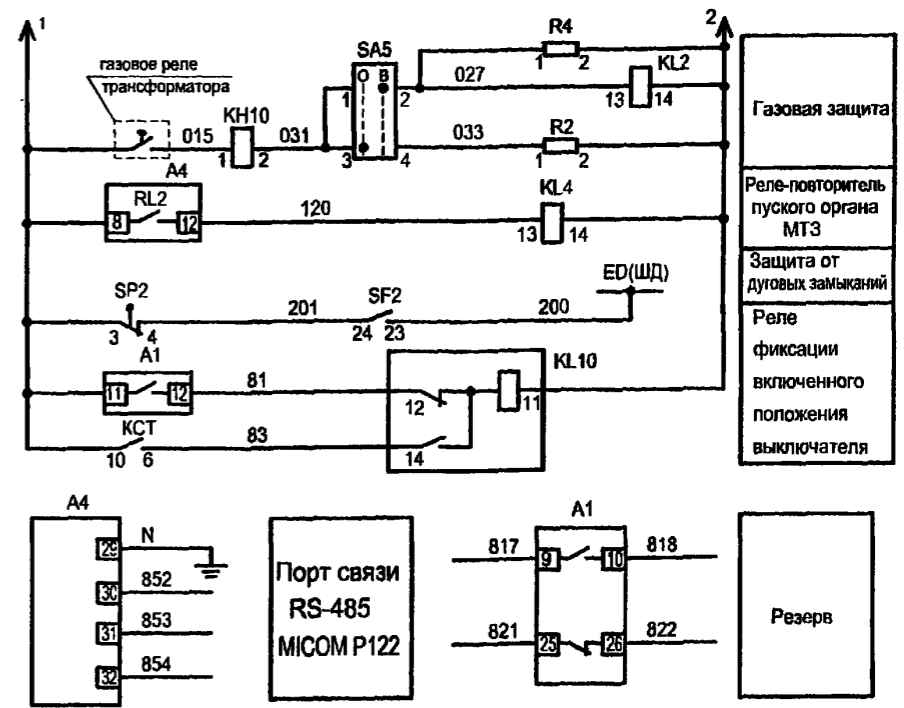 1
2
газовое реле
трансформатора
015
KH10
1
2
031
SA5
О В
1
2
3
4
027
033
R4
1 2
KL2
13 14
R2
1 2
Газовая защита
A4
RL2
8
12
120
KL4
13 14
Реле-повторитель
пуского органа
МТЗ
SP2
3 4
201
SF2
24 23
200
ED(ШД)
Защита от
дуговых замыканий
A1
11
12
81
KCT
10 6
83
12
14
11
KL10
Реле
фиксации
включенного
положения
выключателя
A4
29
N
30
852
31
853
32
854
Порт связи
RS-485
MICOM P122
A1
817
9
10
818
821
25
26
822
Резерв